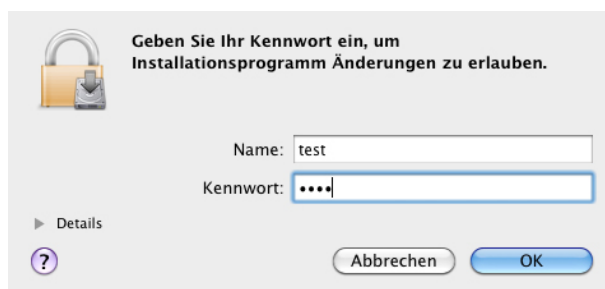 Geben Sie Ihr Kennwort ein, um
Installationsprogramm Änderungen zu erlauben.
Name: test
Kennwort: ••••
Details
?
Abbrechen OK